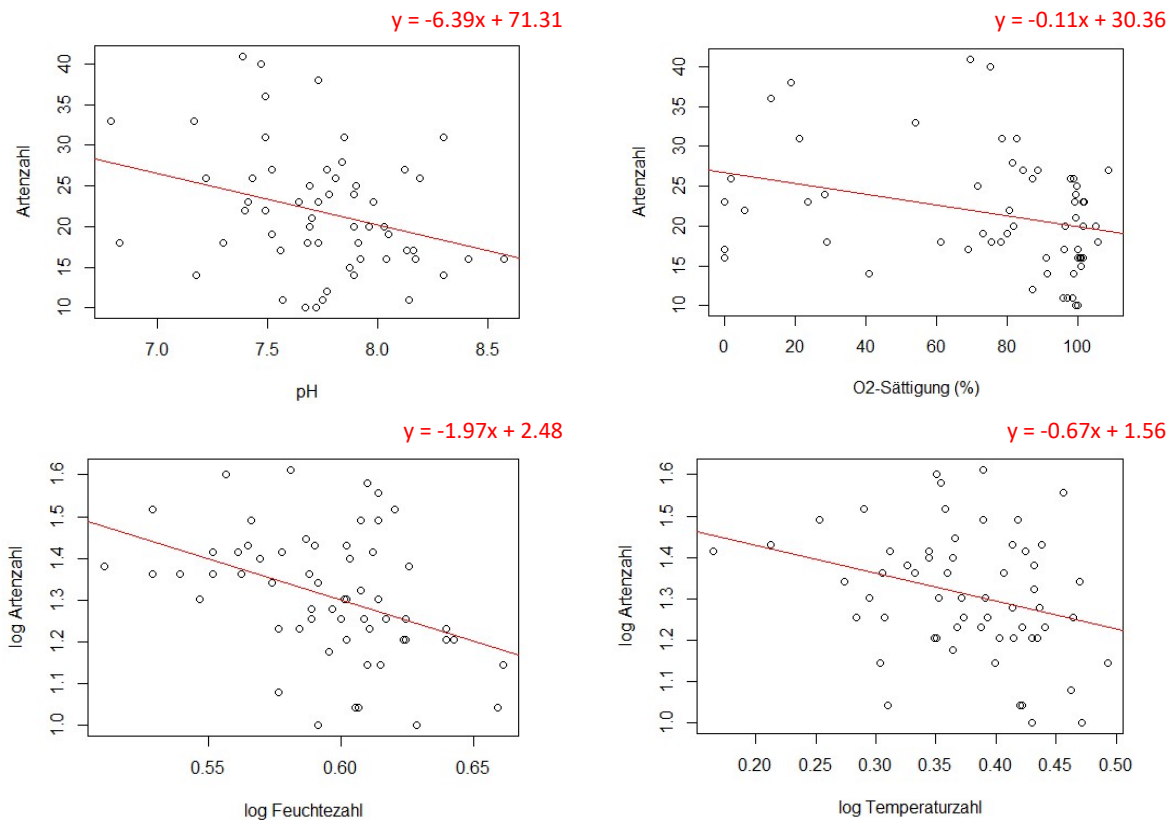 y = -6.39x + 71.31
Artenzahl
40
35
30
25
20
15
10
7.0 7.5 8.0 8.5
pH
y = -0.11x + 30.36
Artenzahl
40
35
30
25
20
15
10
0 20 40 60 80 100
O2-Sättigung (%)
y = -1.97x + 2.48
log Artenzahl
1.6
1.5
1.4
1.3
1.2
1.1
1.0
0.55 0.60 0.65
log Feuchtezahl
y = -0.67x + 1.56
log Artenzahl
1.6
1.5
1.4
1.3
1.2
1.1
1.0
0.20 0.25 0.30 0.35 0.40 0.45 0.50
log Temperaturzahl